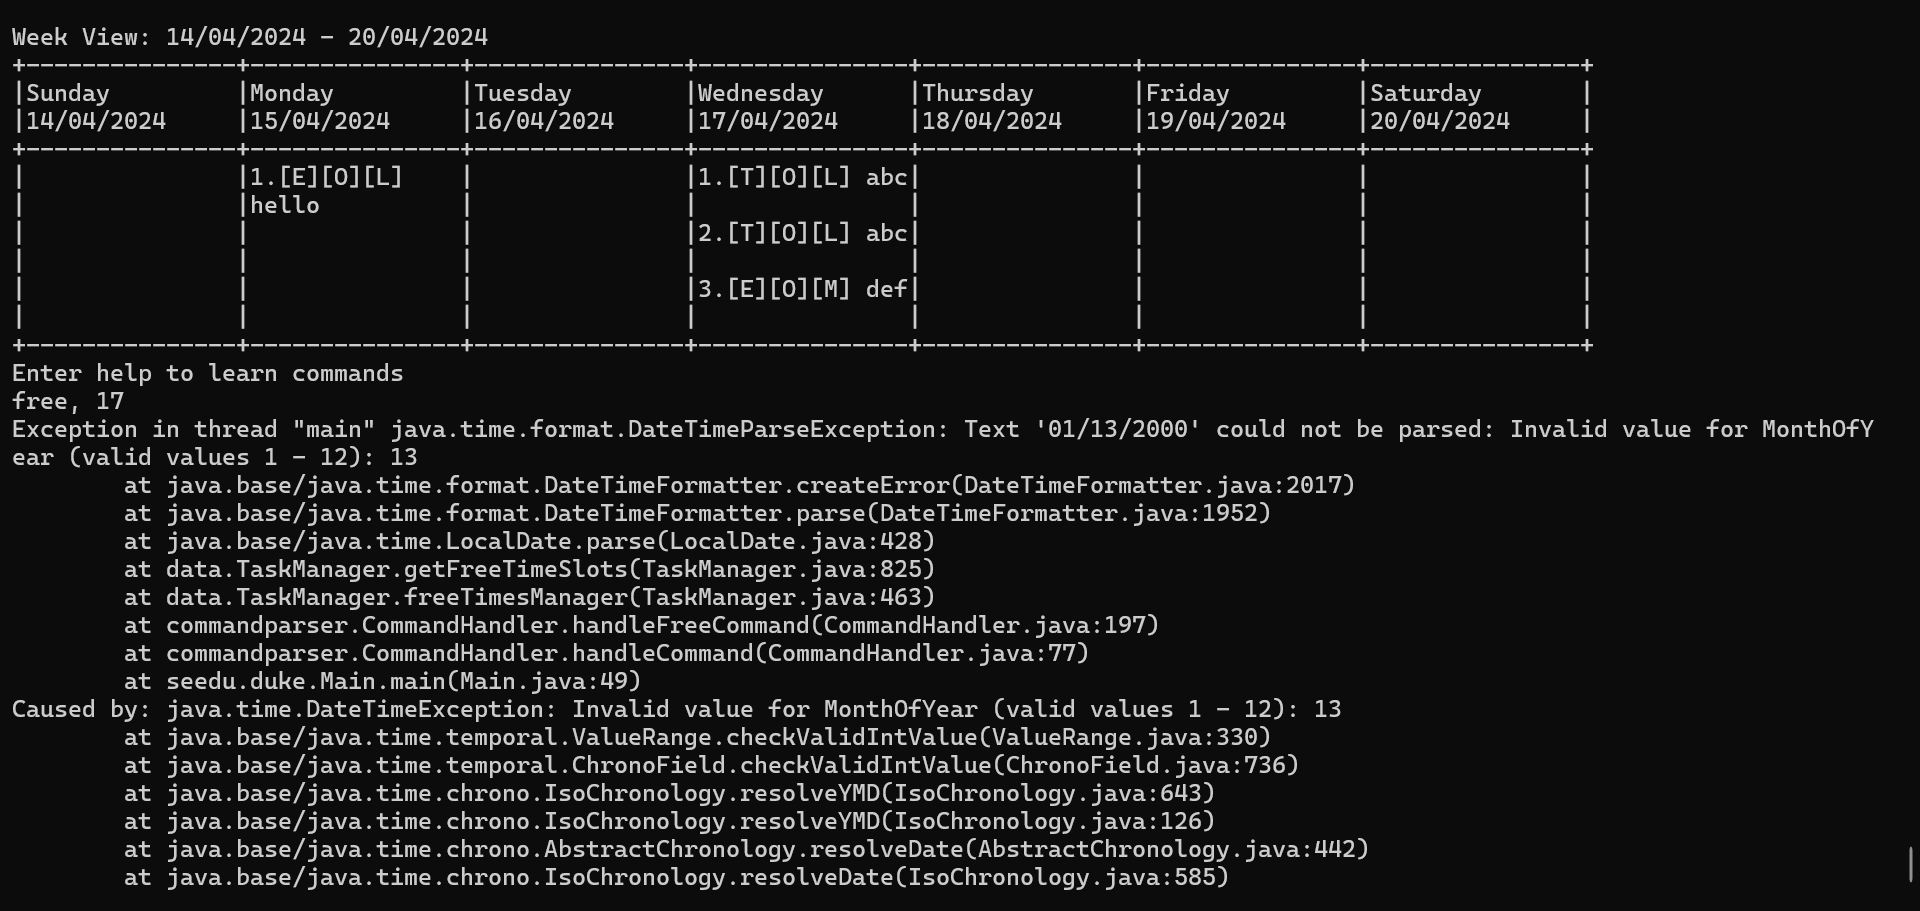 Week View: 14/04/2024 - 20/04/2024
+---------------+---------------+---------------+---------------+---------------+---------------+---------------+
|Sunday         |Monday         |Tuesday        |Wednesday      |Thursday       |Friday         |Saturday       |
|14/04/2024     |15/04/2024     |16/04/2024     |17/04/2024     |18/04/2024     |19/04/2024     |20/04/2024     |
+---------------+---------------+---------------+---------------+---------------+---------------+---------------+
|               |1.[E][O][L]    |               |1.[T][O][L] abc|               |               |               |
|               |hello          |               |               |               |               |               |
|               |               |               |2.[T][O][L] abc|               |               |               |
|               |               |               |               |               |               |               |
|               |               |               |3.[E][O][M] def|               |               |               |
|               |               |               |               |               |               |               |
+---------------+---------------+---------------+---------------+---------------+---------------+---------------+
Enter help to learn commands
free, 17
Exception in thread "main" java.time.format.DateTimeParseException: Text '01/13/2000' could not be parsed: Invalid value for MonthOfY
ear (valid values 1 - 12): 13
        at java.base/java.time.format.DateTimeFormatter.createError(DateTimeFormatter.java:2017)
        at java.base/java.time.format.DateTimeFormatter.parse(DateTimeFormatter.java:1952)
        at java.base/java.time.LocalDate.parse(LocalDate.java:428)
        at data.TaskManager.getFreeTimeSlots(TaskManager.java:825)
        at data.TaskManager.freeTimesManager(TaskManager.java:463)
        at commandparser.CommandHandler.handleFreeCommand(CommandHandler.java:197)
        at commandparser.CommandHandler.handleCommand(CommandHandler.java:77)
        at seedu.duke.Main.main(Main.java:49)
Caused by: java.time.DateTimeException: Invalid value for MonthOfYear (valid values 1 - 12): 13
        at java.base/java.time.temporal.ValueRange.checkValidIntValue(ValueRange.java:330)
        at java.base/java.time.temporal.ChronoField.checkValidIntValue(ChronoField.java:736)
        at java.base/java.time.chrono.IsoChronology.resolveYMD(IsoChronology.java:643)
        at java.base/java.time.chrono.IsoChronology.resolveYMD(IsoChronology.java:126)
        at java.base/java.time.chrono.AbstractChronology.resolveDate(AbstractChronology.java:442)
        at java.base/java.time.chrono.IsoChronology.resolveDate(IsoChronology.java:585)